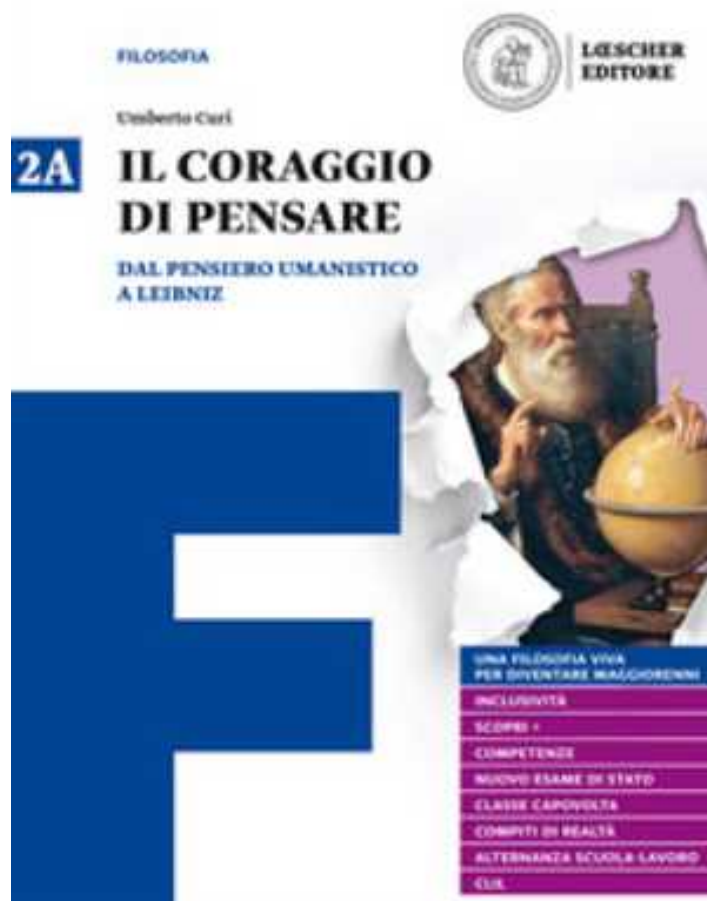 FILOSOFIA
LŒSCHER
EDITORE
Umberto Curi
2A
IL CORAGGIO
DI PENSARE
DAL PENSIERO UMANISTICO
A LEIBNIZ
F
UNA FILOSOFIA VIVA
PER DIVENTARE MAGGIORENNI
INCLUSIVITÀ
SCOPRI +
COMPETENZE
NUOVO ESAME DI STATO
CLASSE CAPOVOLTA
COMPITI DI REALTÀ
ALTERNANZA SCUOLA LAVORO
CLIL